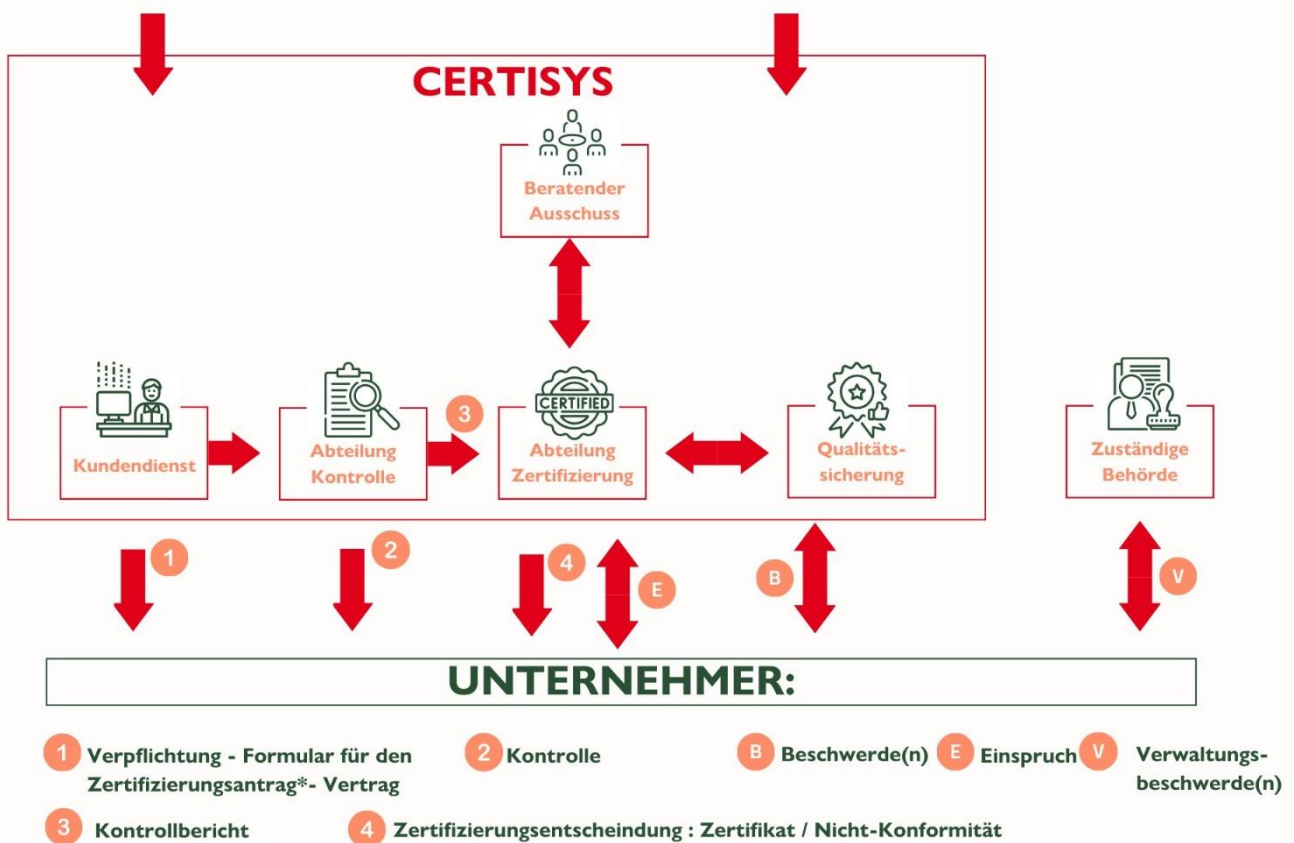 CERTISYS
Beratender
Ausschuss
CERTIFIED
Kundendienst
Abteilung
Kontrolle
3
Abteilung
Zertifizierung
Qualitäts-
sicherung
Zuständige
Behörde
1
2
4
E
B
V
UNTERNEHMER:
1 Verpflichtung - Formular für den
Zertifizierungsantrag*- Vertrag
2 Kontrolle
B Beschwerde(n)
E Einspruch
V Verwaltungs-
beschwerde(n)
3 Kontrollbericht
4 Zertifizierungsentscheindung : Zertifikat / Nicht-Konformität